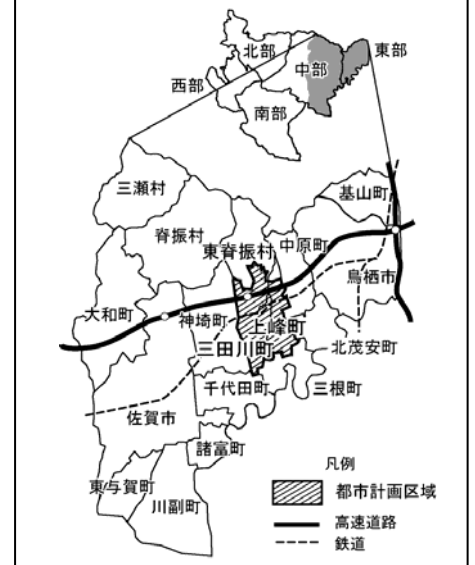 北部
東部
中部
西部
南部
三瀬村
基山町
脊振村
東脊振村
中原町
鳥栖市
大和町
神埼町
上峰町
三田川町
北茂安町
千代田町
三根町
佐賀市
諸富町
凡例
東与賀町
都市計画区域
川副町
高速道路
鉄道